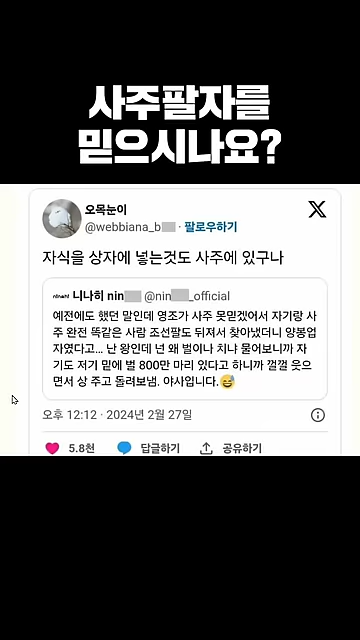 사주팔자를
믿으시나요?
오목눈이
@webbiana_b · 팔로우하기
자식을 상자에 넣는것도 사주에 있구나
니나히 nin @nin _official
예전에도 했던 말인데 영조가 사주 못믿겠어서 자기랑 사
주 완전 똑같은 사람 조선팔도 뒤져서 찾아냈더니 양봉업
자였다고... 난 왕인데 넌 왜 벌이나 치냐 물어보니까 자
기도 저기 밑에 벌 800만 마리 있다고 하니까 껄껄 웃으
면서 상 주고 돌려보냄. 야사입니다.😅
오후 12:12 · 2024년 2월 27일
5.8천 답글하기 공유하기